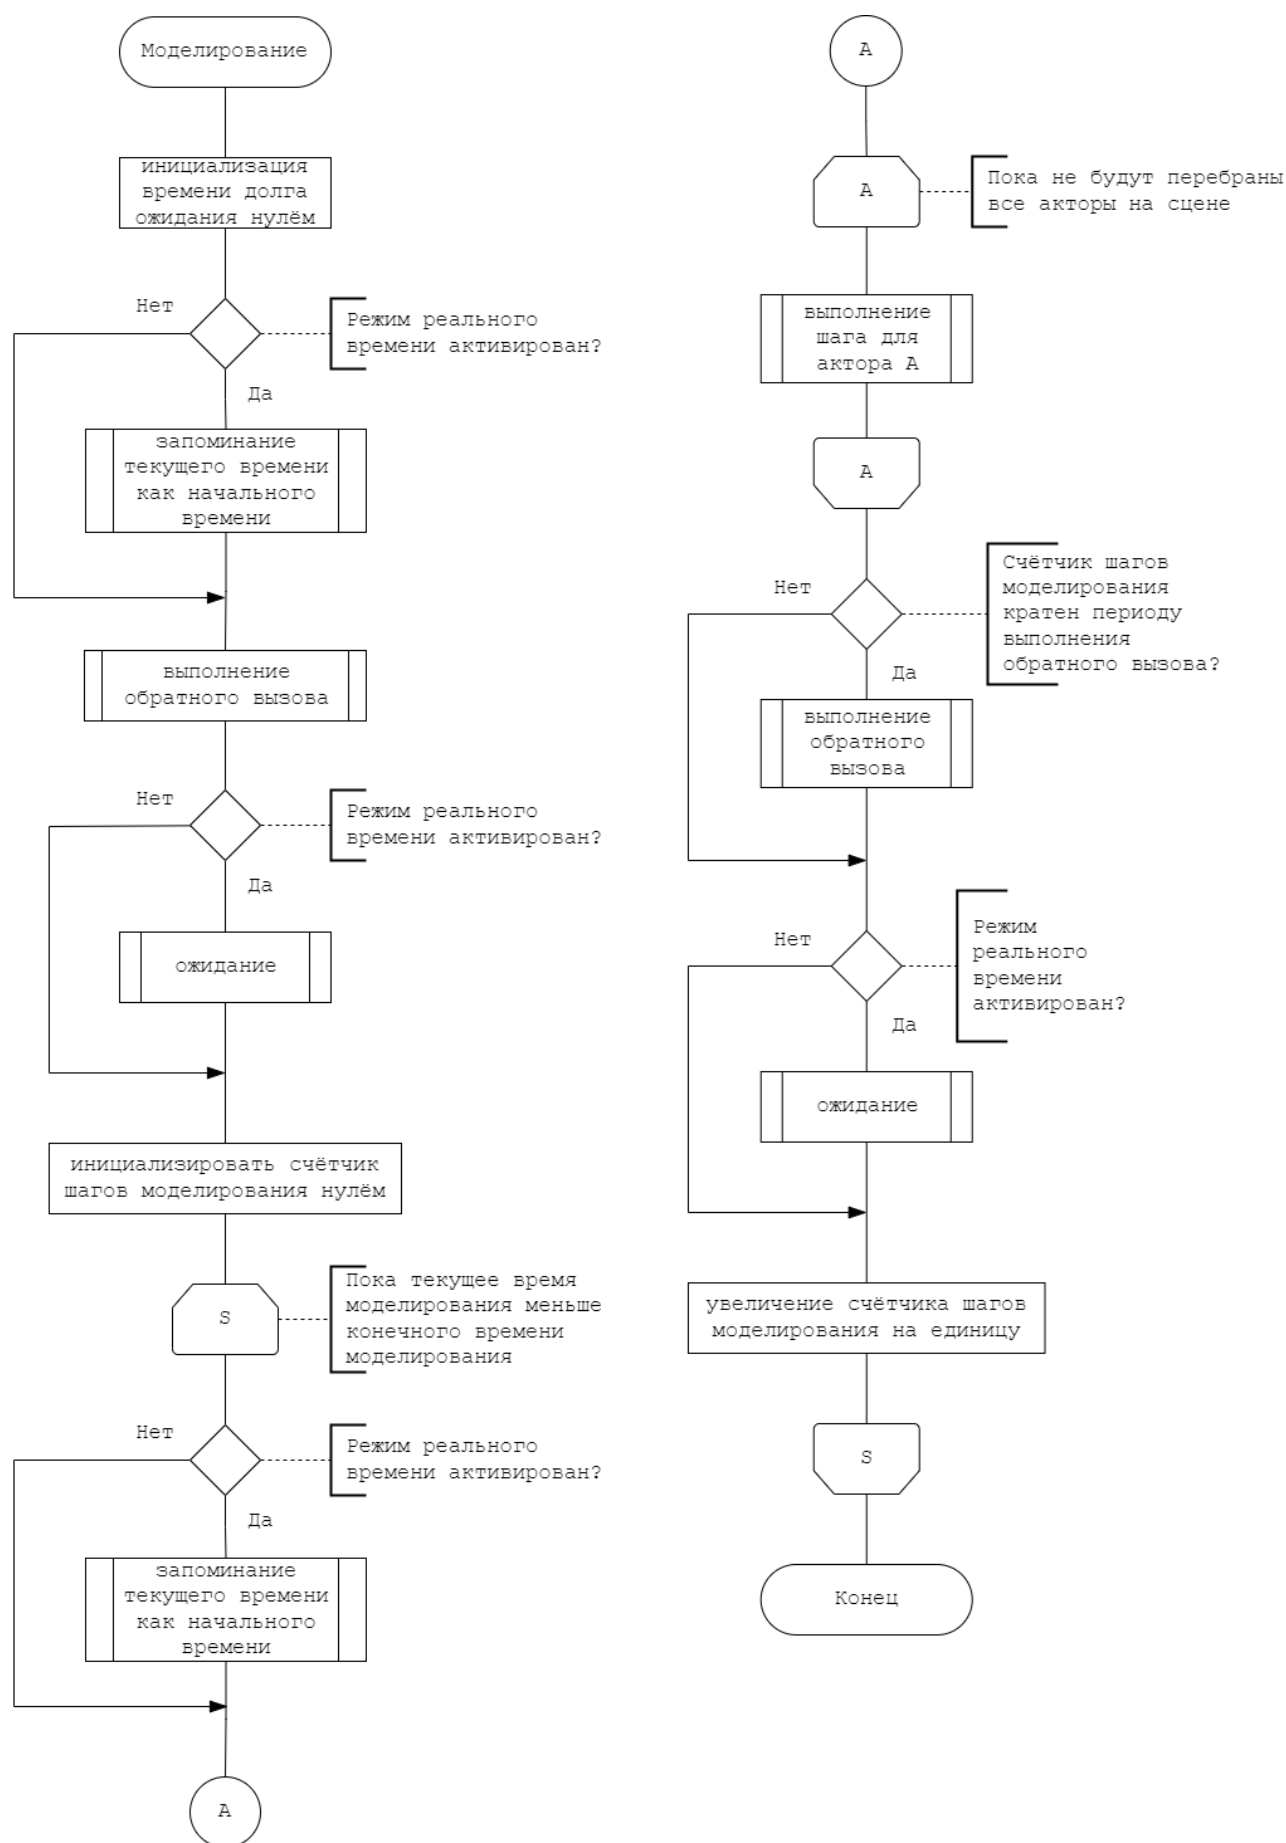 Моделирование
инициализация
времени долга
ожидания нулём
Нет
Режим реального
времени активирован?
Да
запоминание
текущего времени
как начального
времени
выполнение
обратного вызова
Нет
Режим реального
времени активирован?
Да
ожидание
инициализировать счётчик
шагов моделирования нулём
S
Пока текущее время
моделирования меньше
конечного времени
моделирования
Нет
Режим реального
времени активирован?
Да
запоминание
текущего времени
как начального
времени
А
А
А
Пока не будут перебраны
все акторы на сцене
выполнение
шага для
актора А
А
Нет
Счётчик шагов
моделирования
кратен периоду
выполнения
обратного вызова?
Да
выполнение
обратного
вызова
Нет
Режим
реального
времени
активирован?
Да
ожидание
увеличение счётчика шагов
моделирования на единицу
S
Конец